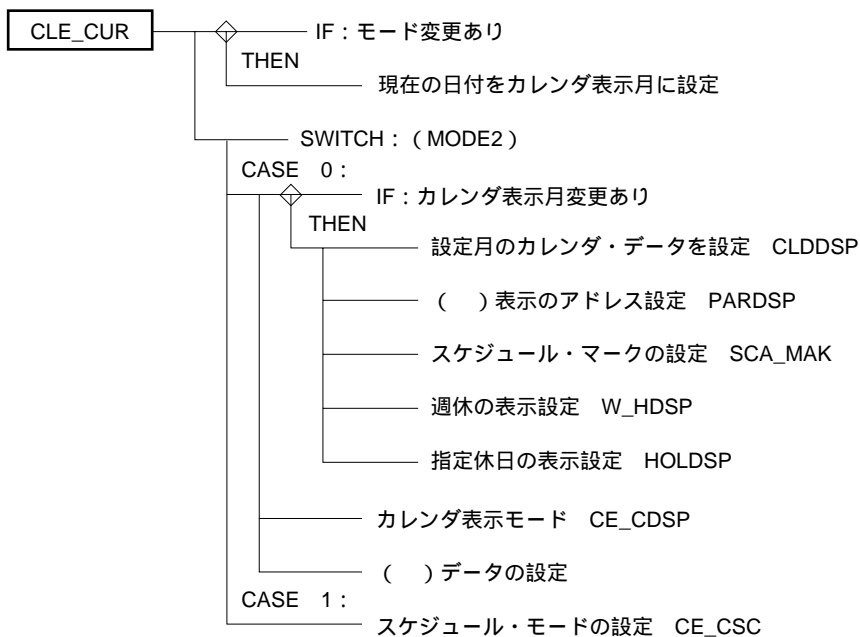 CLE_CUR
IF：モード変更あり
THEN
現在の日付をカレンダ表示月に設定
SWITCH：（MODE2）
CASE 0：
IF：カレンダ表示月変更あり
THEN
設定月のカレンダ・データを設定 CLDDSP
（ ）表示のアドレス設定 PARDSP
スケジュール・マークの設定 SCA_MAK
週休の表示設定 W_HDSP
指定休日の表示設定 HOLDSP
カレンダ表示モード CE_CDSP
（ ）データの設定
CASE 1：
スケジュール・モードの設定 CE_CSC